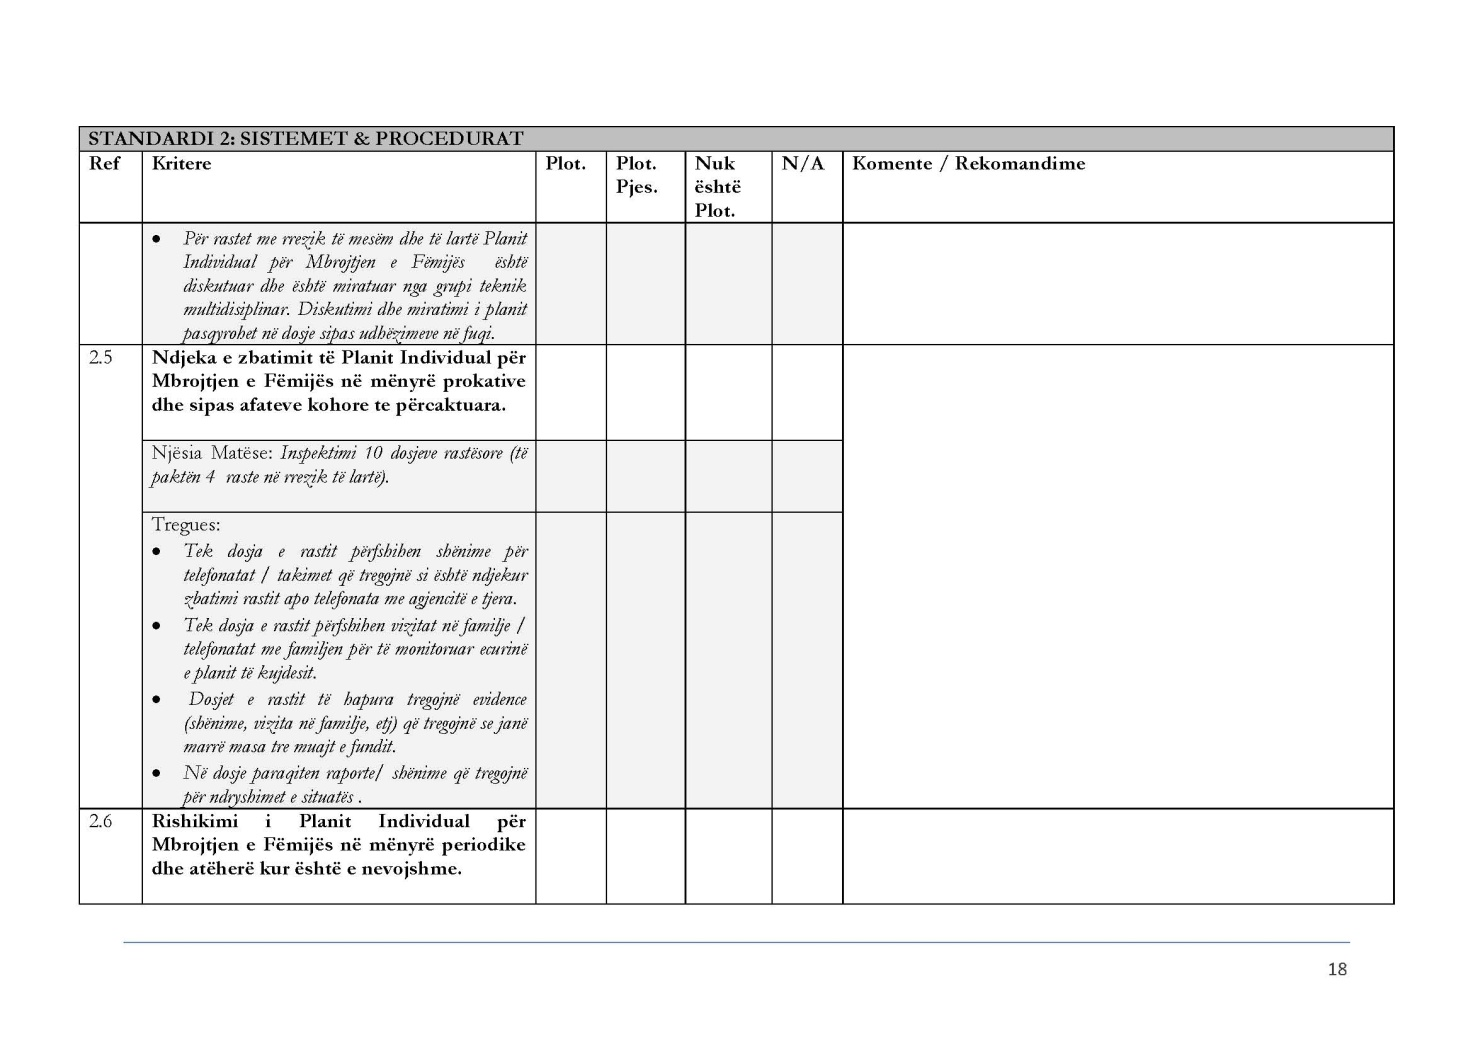 STANDARDI 2: SISTEMET & PROCEDURAT
Ref Kritere Plot. Plot. Pjes. Nuk është Plot. N/A Komente / Rekomandime
• Për rastet me rrezik të mesëm dhe të lartë Planit
Individual për Mbrojtjen e Fëmijës është
diskutuar dhe është miratuar nga grupi teknik
multidisiplinar. Diskutimi dhe miratimi i planit
pasqyrohet në dosje sipas udhëzimeve në fuqi.
2.5 Ndjeka e zbatimit të Planit Individual për
Mbrojtjen e Fëmijës në mënyrë prokative
dhe sipas afateve kohore te përcaktuara.
Njësia Matëse: Inspektimi 10 dosjeve rastësore (të
paktën 4 raste në rrezik të lartë).
Tregues:
• Tek dosja e rastit përfshihen shënime për
telefonatat / takimet që tregojnë si është ndjekur
zbatimi rastit apo telefonata me agjencitë e tjera.
• Tek dosja e rastit përfshihen vizitat në familje /
telefonatat me familjen për të monitoruar ecurinë
e planit të kujdesit.
• Dosjet e rastit të hapura tregojnë evidence
(shënime, vizita në familje, etj) që tregojnë se janë
marrë masa tre muajt e fundit.
• Në dosje paraqiten raporte/ shënime që tregojnë
për ndryshimet e situatës .
2.6 Rishikimi i Planit Individual për
Mbrojtjen e Fëmijës në mënyrë periodike
dhe atëherë kur është e nevojshme.
18